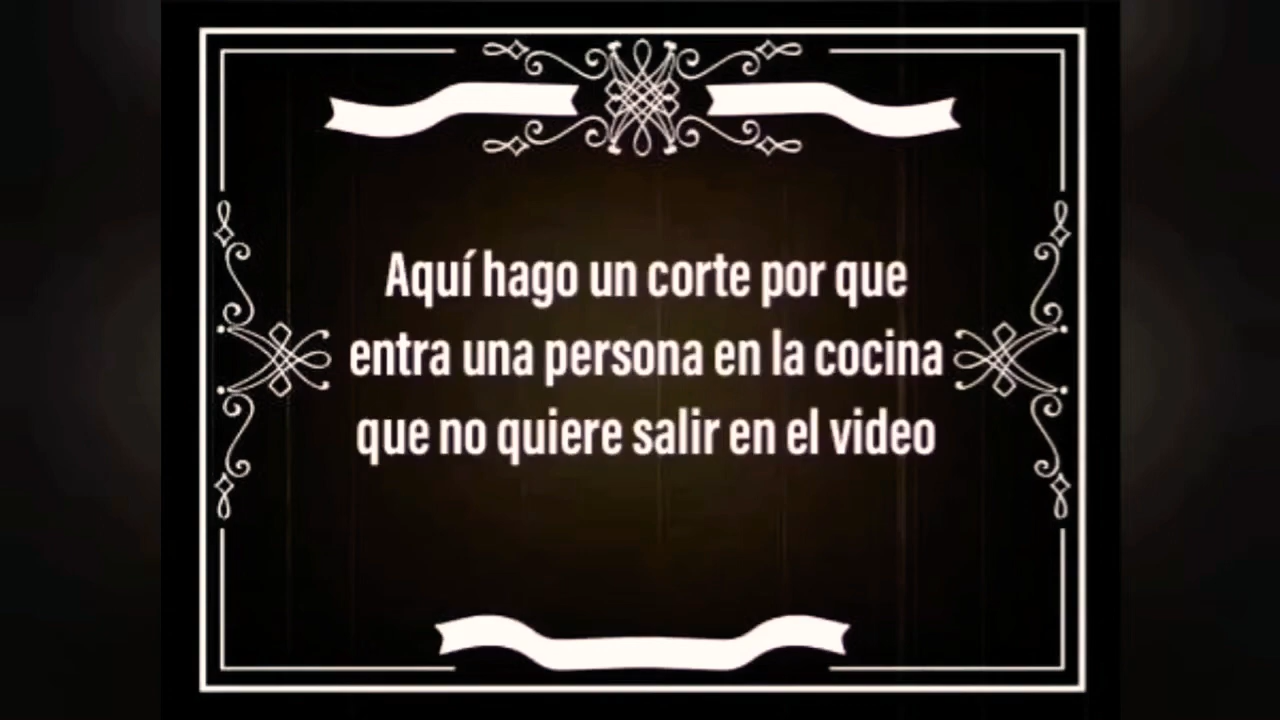 Aquí hago un corte por que
entra una persona en la cocina
que no quiere salir en el video